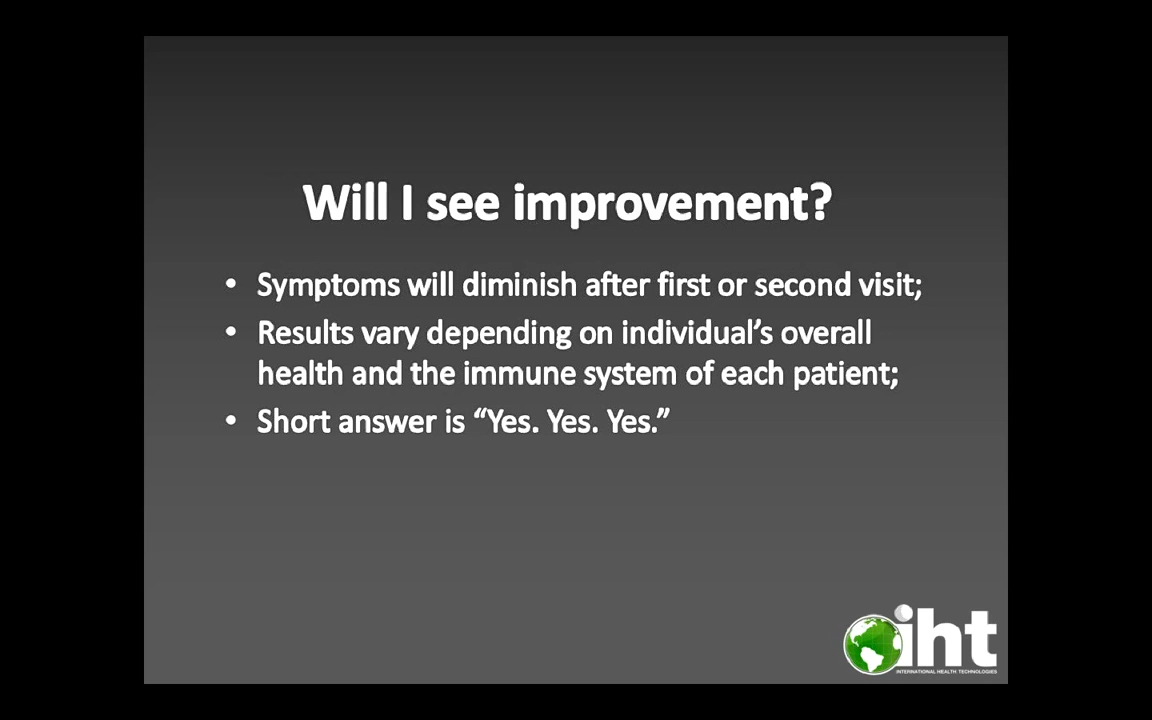 Will I see improvement?
• Symptoms will diminish after first or second visit;
• Results vary depending on individual’s overall
health and the immune system of each patient;
• Short answer is “Yes. Yes. Yes.”
iht
INTERNATIONAL HEALTH TECHNOLOGIES